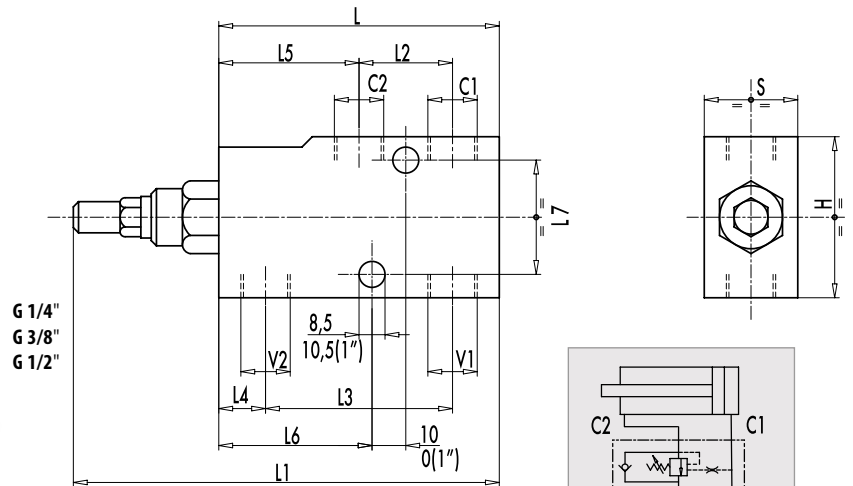 L
L5
L2
C2
C1
S
H
L7
G 1/4"
G 3/8"
G 1/2"
8,5
10,5(1")
V2
V1
L4
L3
L6
10
0(1")
L1
C2
C1